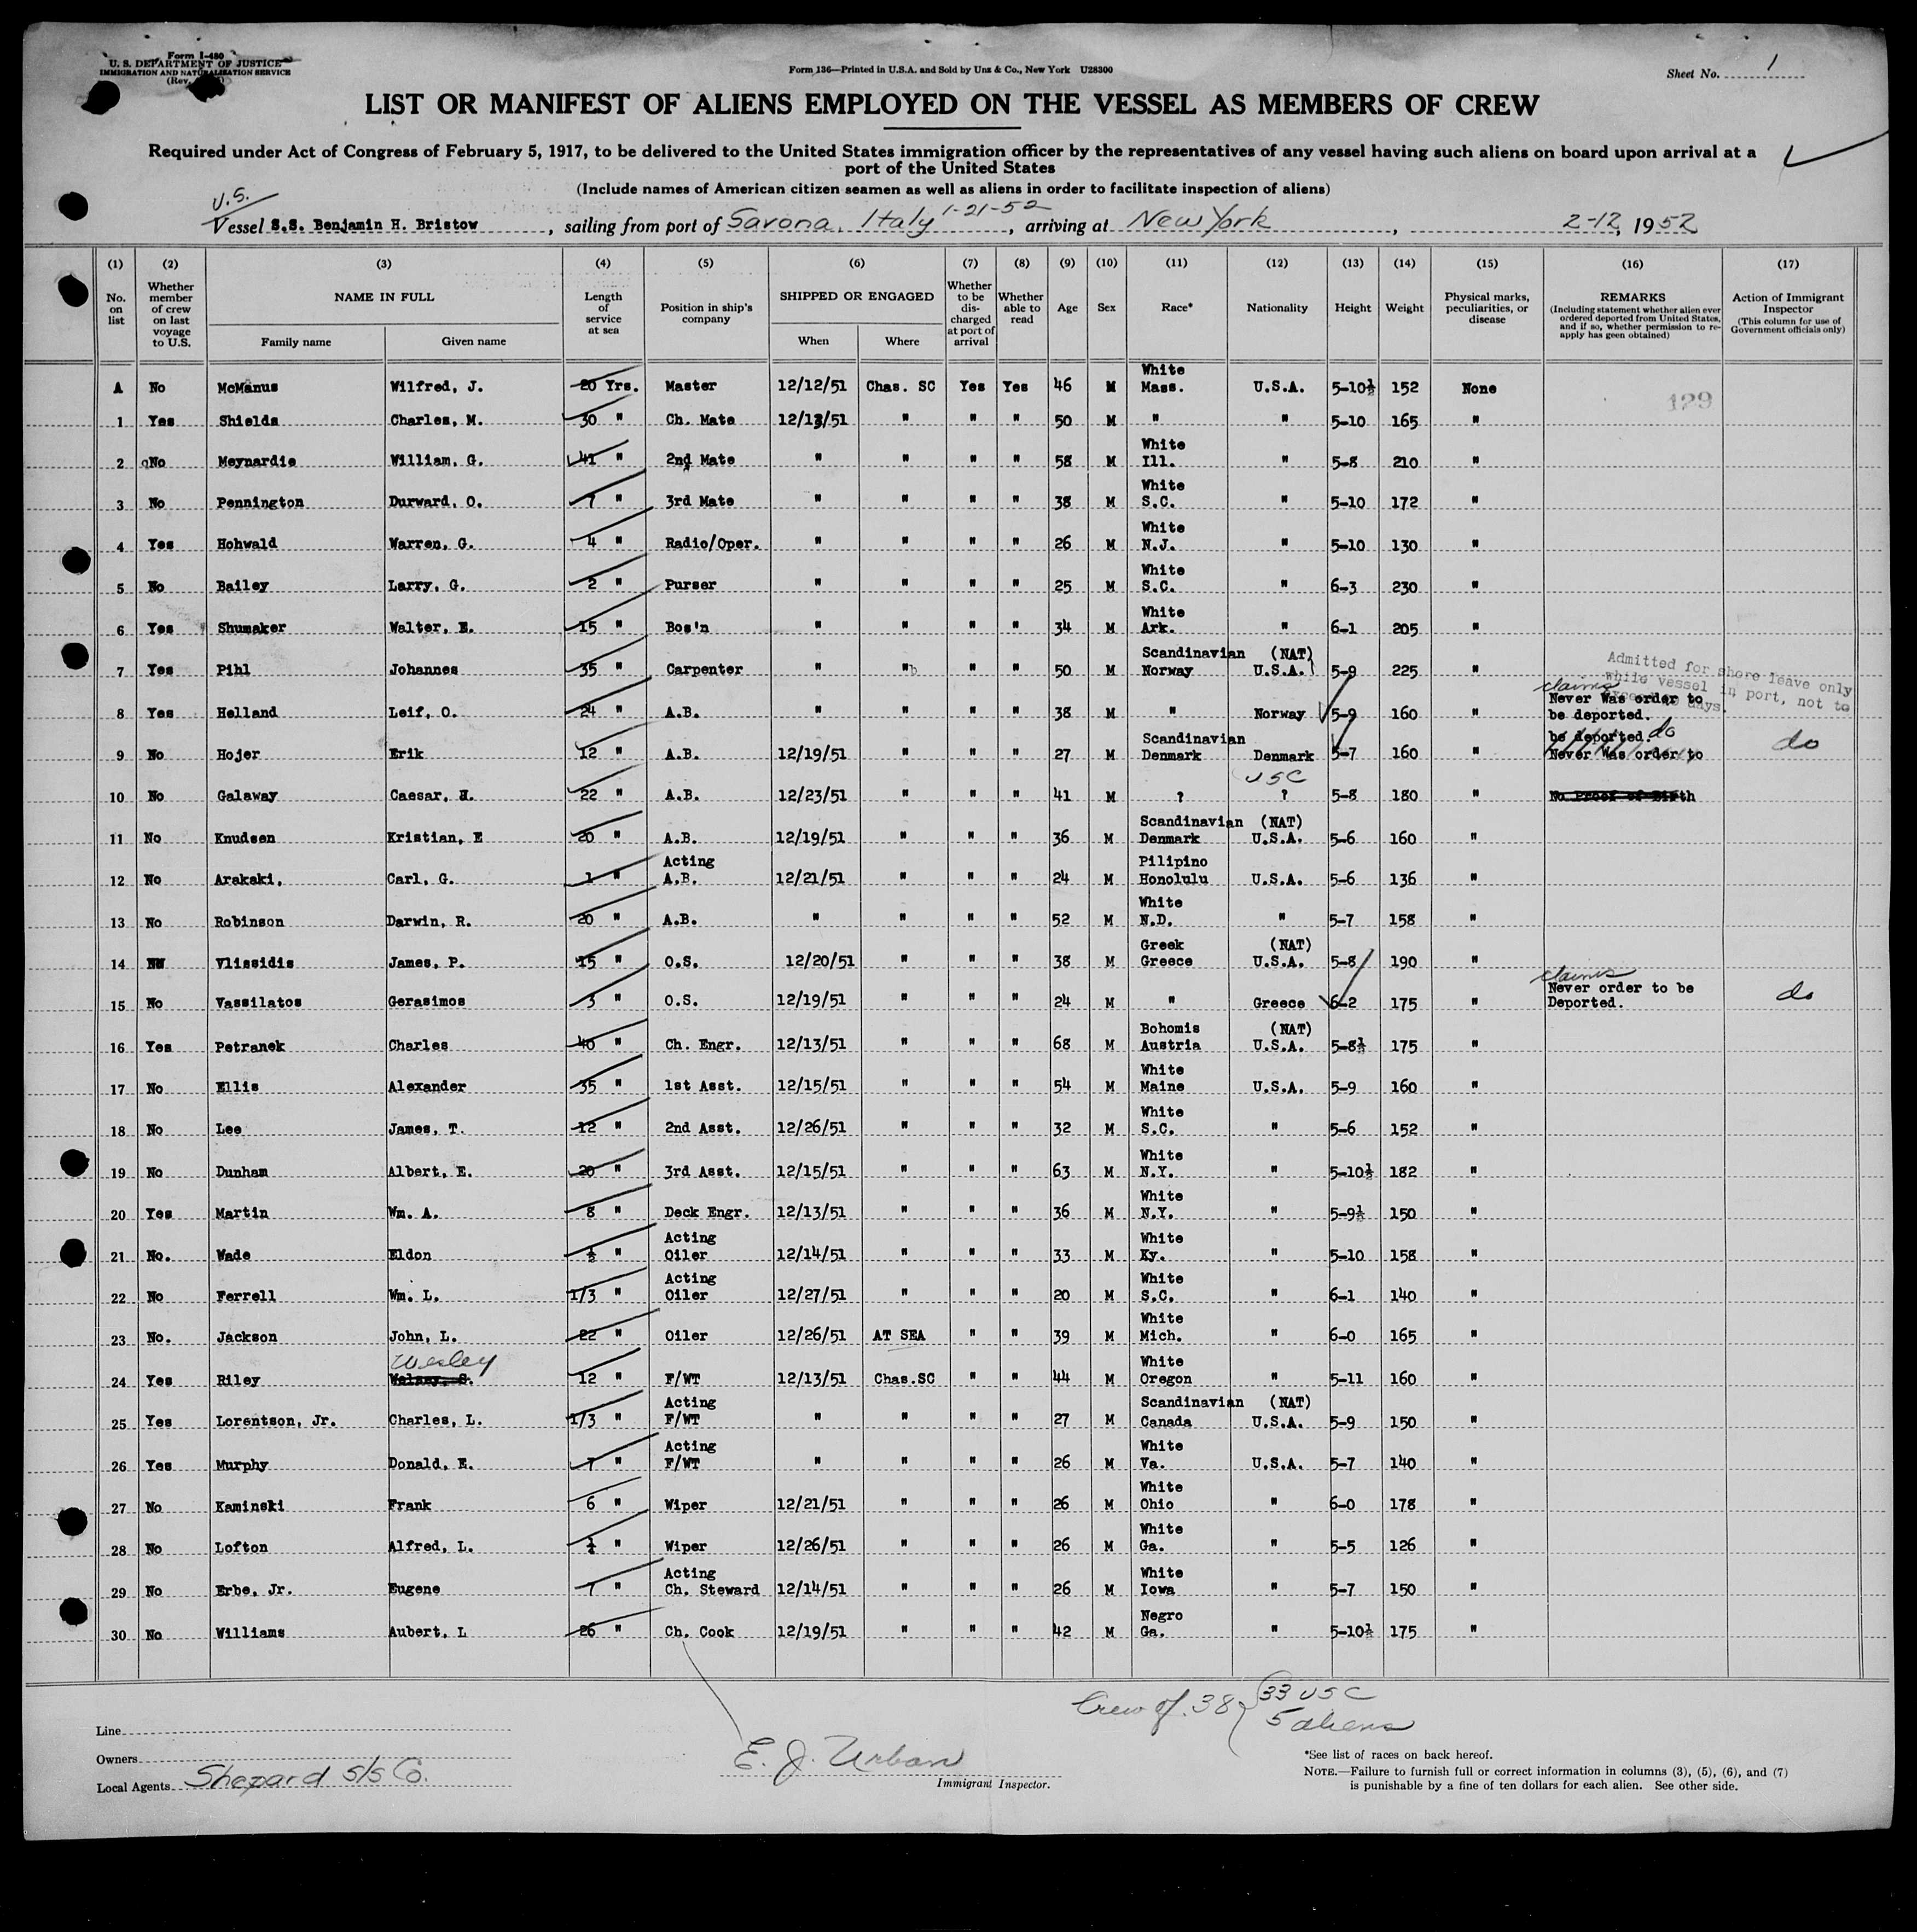 Form I-480
U. S. DEPARTMENT OF JUSTICE
IMMIGRATION AND NATURALIZATION SERVICE
(Rev.
Form 136—Printed in U.S.A. and Sold by Unz & Co., New York U28300
Sheet No. 1
LIST OR MANIFEST OF ALIENS EMPLOYED ON THE VESSEL AS MEMBERS OF CREW
Required under Act of Congress of February 5, 1917, to be delivered to the United States immigration officer by the representatives of any vessel having such aliens on board upon arrival at a
port of the United States
(Include names of American citizen seamen as well as aliens in order to facilitate inspection of aliens)
U.S.
Vessel S.S. Benjamin H. Bristow, sailing from port of Savona, Italy 1-21-52, arriving at New York, 2-12, 1952
(1) (2) (3) (4) (5) (6) (7) (8) (9) (10) (11) (12) (13) (14) (15) (16) (17)
No. on list
Whether member of crew on last voyage to U.S.
NAME IN FULL
Family name Given name
Length of service at sea
Position in ship's company
SHIPPED OR ENGAGED
When Where
Whether to be discharged at port of arrival
Whether able to read
Age
Sex
Race*
Nationality
Height
Weight
Physical marks, peculiarities, or disease
REMARKS
(Including statement whether alien ever ordered deported from United States, and if so, whether permission to reapply has geen obtained)
Action of Immigrant Inspector
(This column for use of Government officials only)
A No McManus Wilfred, J. 20 Yrs. Master 12/12/51 Chas. SC Yes Yes 46 M White Mass. U.S.A. 5-10½ 152 None
129
1 Yes Shields Charles, M. 30 " Ch. Mate 12/13/51 " " " 50 M " " 5-10 165 "
2 No Meynardie William, G. 41 " 2nd Mate " " " " 58 M White Ill. " 5-8 210 "
3 No Pennington Durward, O. 7 " 3rd Mate " " " " 38 M White S.C. " 5-10 172 "
4 Yes Hohwald Warren, G. 4 " Radio/Oper. " " " " 26 M White N.J. " 5-10 130 "
5 No Bailey Larry, G. 2 " Purser " " " " 25 M White S.C. " 6-3 230 "
6 Yes Shumaker Walter, E. 15 " Bos'n " " " " 34 M White Ark. " 6-1 205 "
7 Yes Pihl Johannes 35 " Carpenter " " " " 50 M Scandinavian Norway (NAT) U.S.A. 5-9 225 "
Admitted for shore leave only
while vessel in port, not to
exceed days.
8 Yes Helland Leif, O. 24 " A.B. " " " " 38 M " Norway 5-9 160 " claims Never Was order to be deported.
9 No Hojer Erik 12 " A.B. 12/19/51 " " " 27 M Scandinavian Denmark Denmark 5-7 160 " be deported. do Never Was order to do
10 No Galaway Caesar, H. 22 " A.B. 12/23/51 " " " 41 M ? USC ? 5-8 180 " No Proof of Birth
11 No Knudsen Kristian, E 20 " A.B. 12/19/51 " " " 36 M Scandinavian Denmark (NAT) U.S.A. 5-6 160 "
12 No Arakaki, Carl, G. 1 " Acting A.B. 12/21/51 " " " 24 M Pilipino Honolulu U.S.A. 5-6 136 "
13 No Robinson Darwin, R. 20 " A.B. " " " " 52 M White N.D. " 5-7 158 "
14 Vlissidis James, P. 15 " O.S. 12/20/51 " " " 38 M Greek Greece (NAT) U.S.A. 5-8 190 "
15 No Vassilatos Gerasimos 3 " O.S. 12/19/51 " " " 24 M " Greece 6-2 175 " claims Never order to be Deported. do
16 Yes Petranek Charles 40 " Ch. Engr. 12/13/51 " " " 68 M Bohomis Austria (NAT) U.S.A. 5-8½ 175 "
17 No Ellis Alexander 35 " 1st Asst. 12/15/51 " " " 54 M White Maine U.S.A. 5-9 160 "
18 No Lee James, T. 12 " 2nd Asst. 12/26/51 " " " 32 M White S.C. " 5-6 152 "
19 No Dunham Albert, E. 20 " 3rd Asst. 12/15/51 " " " 63 M White N.Y. " 5-10½ 182 "
20 Yes Martin Wm. A. 8 " Deck Engr. 12/13/51 " " " 36 M White N.Y. " 5-9½ 150 "
21 No. Wade Eldon ½ " Acting Oiler 12/14/51 " " " 33 M White Ky. " 5-10 158 "
22 No Ferrell Wm. L. 1/3 " Acting Oiler 12/27/51 " " " 20 M White S.C. " 6-1 140 "
23 No. Jackson John, L. 22 " Oiler 12/26/51 AT SEA " " 39 M White Mich. " 6-0 165 "
24 Yes Riley Wesley 12 " F/WT 12/13/51 Chas.SC " " 44 M White Oregon " 5-11 160 "
25 Yes Lorentson, Jr. Charles, L. 1/3 " Acting F/WT " " " " 27 M Scandinavian Canada (NAT) U.S.A. 5-9 150 "
26 Yes Murphy Donald, E. 7 " Acting F/WT " " " " 26 M White Va. U.S.A. 5-7 140 "
27 No Kaminski Frank 6 " Wiper 12/21/51 " " " 26 M White Ohio " 6-0 178 "
28 No Lofton Alfred, L. " Wiper 12/26/51 " " " 26 M White Ga. " 5-5 126 "
29 No Erbe, Jr. Eugene 7 " Acting Ch. Steward 12/14/51 " " " 26 M White Iowa " 5-7 150 "
30 No Williams Aubert, L 26 " Ch. Cook 12/19/51 " " " 42 M Negro Ga. " 5-10½ 175 "
Crew of 38 { 33 USC
5 aliens
Line
Owners
Local Agents Shepard S/S Co.
E. J. Urban
Immigrant Inspector.
*See list of races on back hereof.
NOTE.—Failure to furnish full or correct information in columns (3), (5), (6), and (7)
is punishable by a fine of ten dollars for each alien. See other side.